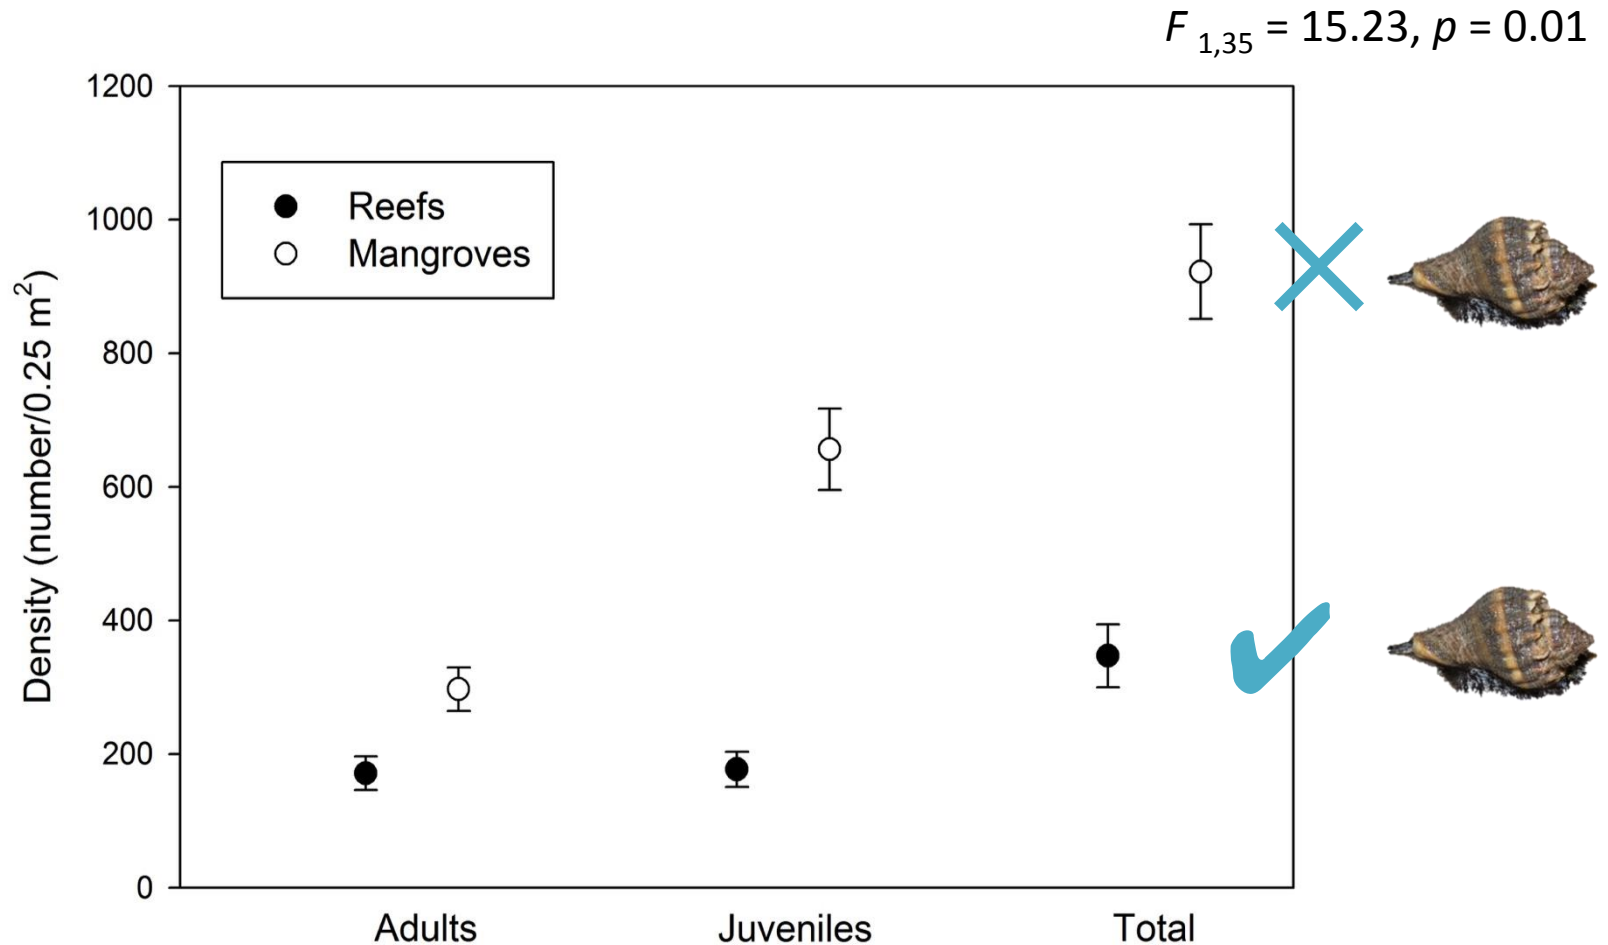 F 1,35 = 15.23, p = 0.01
1200
1000
800
600
400
200
0
Density (number/0.25 m²)
Reefs
Mangroves
Adults Juveniles Total